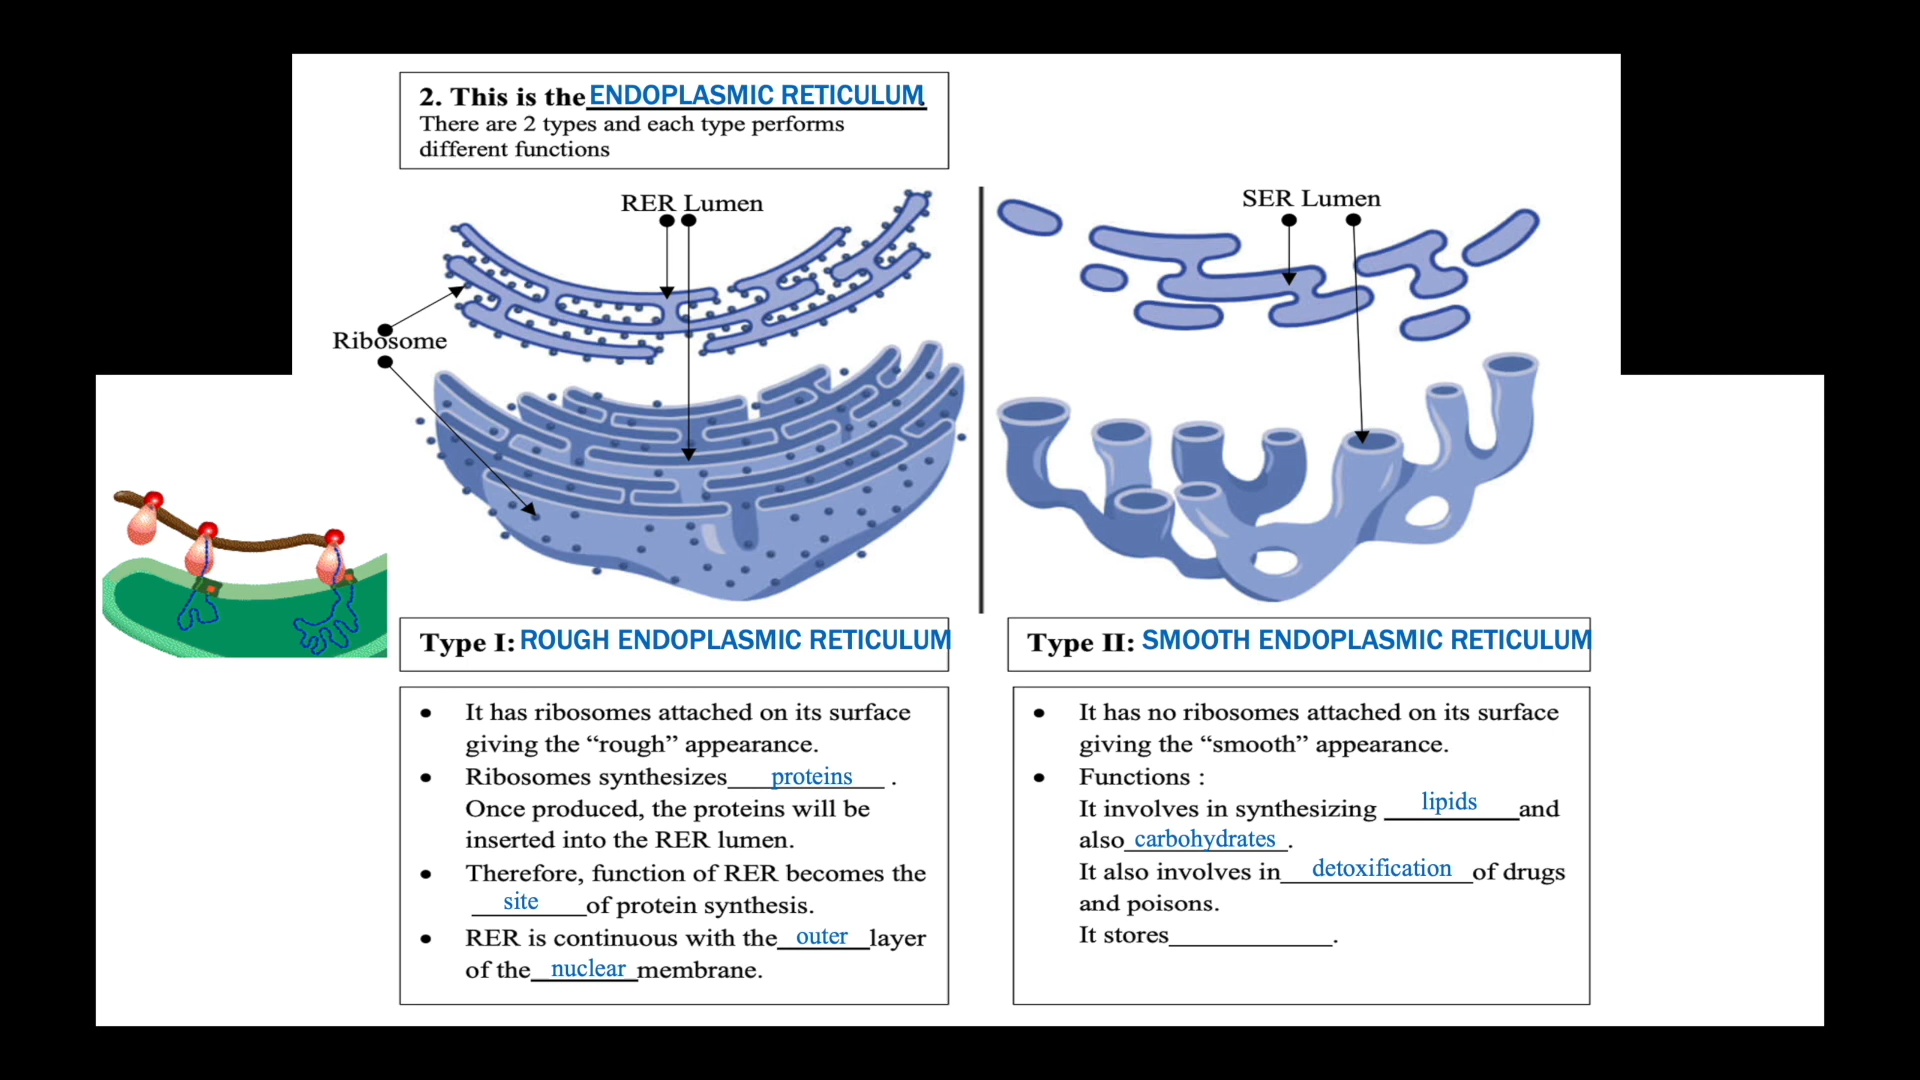 2. This is the ENDOPLASMIC RETICULUM.
There are 2 types and each type performs
different functions
RER Lumen
SER Lumen
Ribosome
Type I: ROUGH ENDOPLASMIC RETICULUM
Type II: SMOOTH ENDOPLASMIC RETICULUM
• It has ribosomes attached on its surface
giving the “rough” appearance.
• Ribosomes synthesizes proteins .
Once produced, the proteins will be
inserted into the RER lumen.
• Therefore, function of RER becomes the
site of protein synthesis.
• RER is continuous with the outer layer
of the nuclear membrane.
• It has no ribosomes attached on its surface
giving the “smooth” appearance.
• Functions :
It involves in synthesizing lipids and
also carbohydrates .
It also involves in detoxification of drugs
and poisons.
It stores_____________.